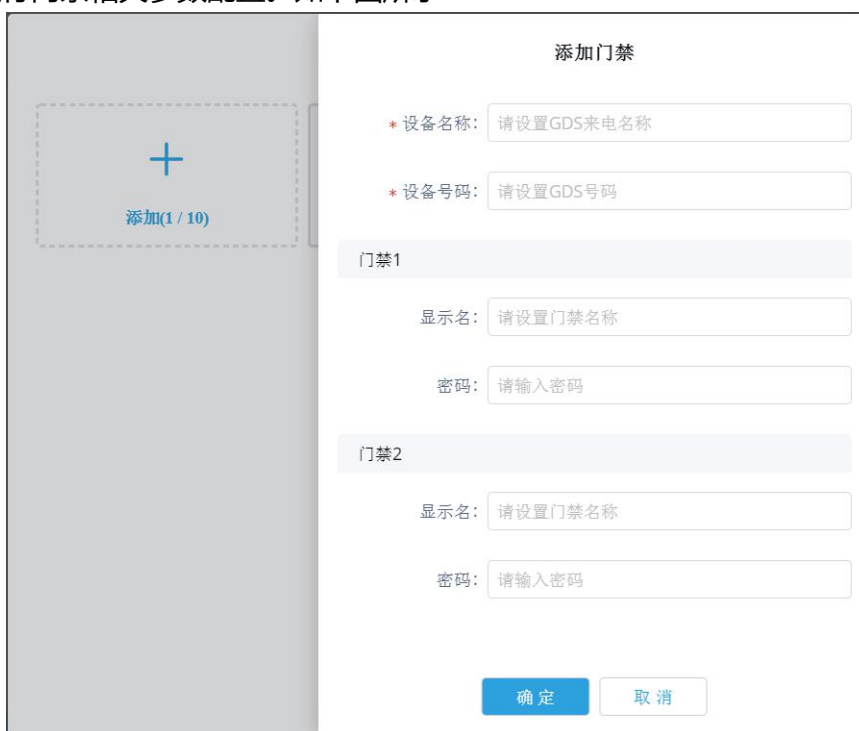 添加门禁
* 设备名称: 请设置GDS来电名称
* 设备号码: 请设置GDS号码
添加(1 / 10)
门禁1
显示名: 请设置门禁名称
密码: 请输入密码
门禁2
显示名: 请设置门禁名称
密码: 请输入密码
确定 取消